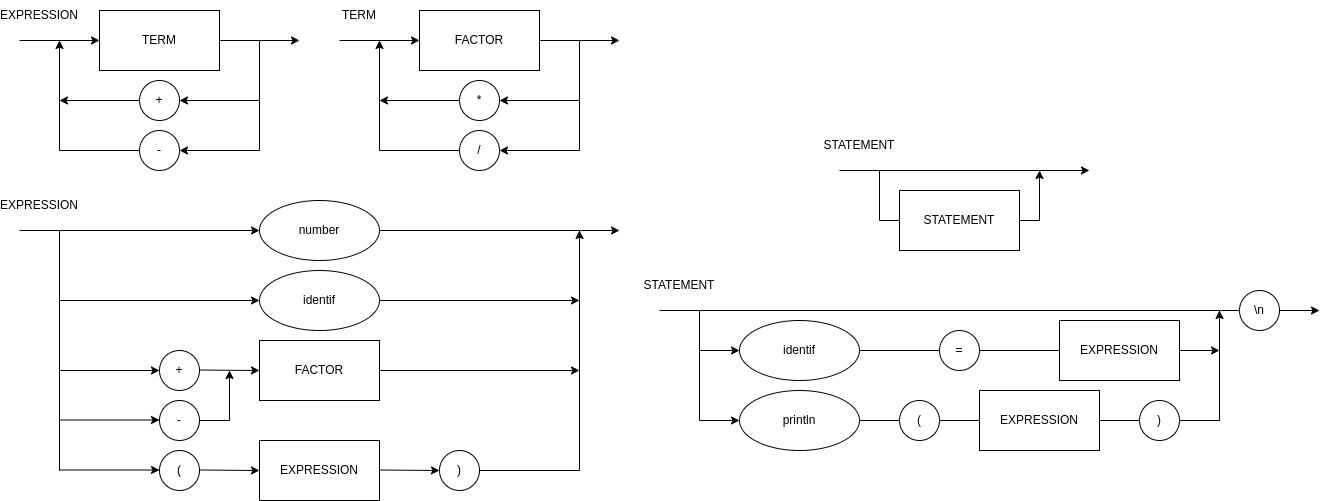 EXPRESSION
TERM
+
-
TERM
FACTOR
*
/
EXPRESSION
number
identif
+
FACTOR
-
(
EXPRESSION
)
STATEMENT
STATEMENT
STATEMENT
\n
identif
=
EXPRESSION
println
(
EXPRESSION
)